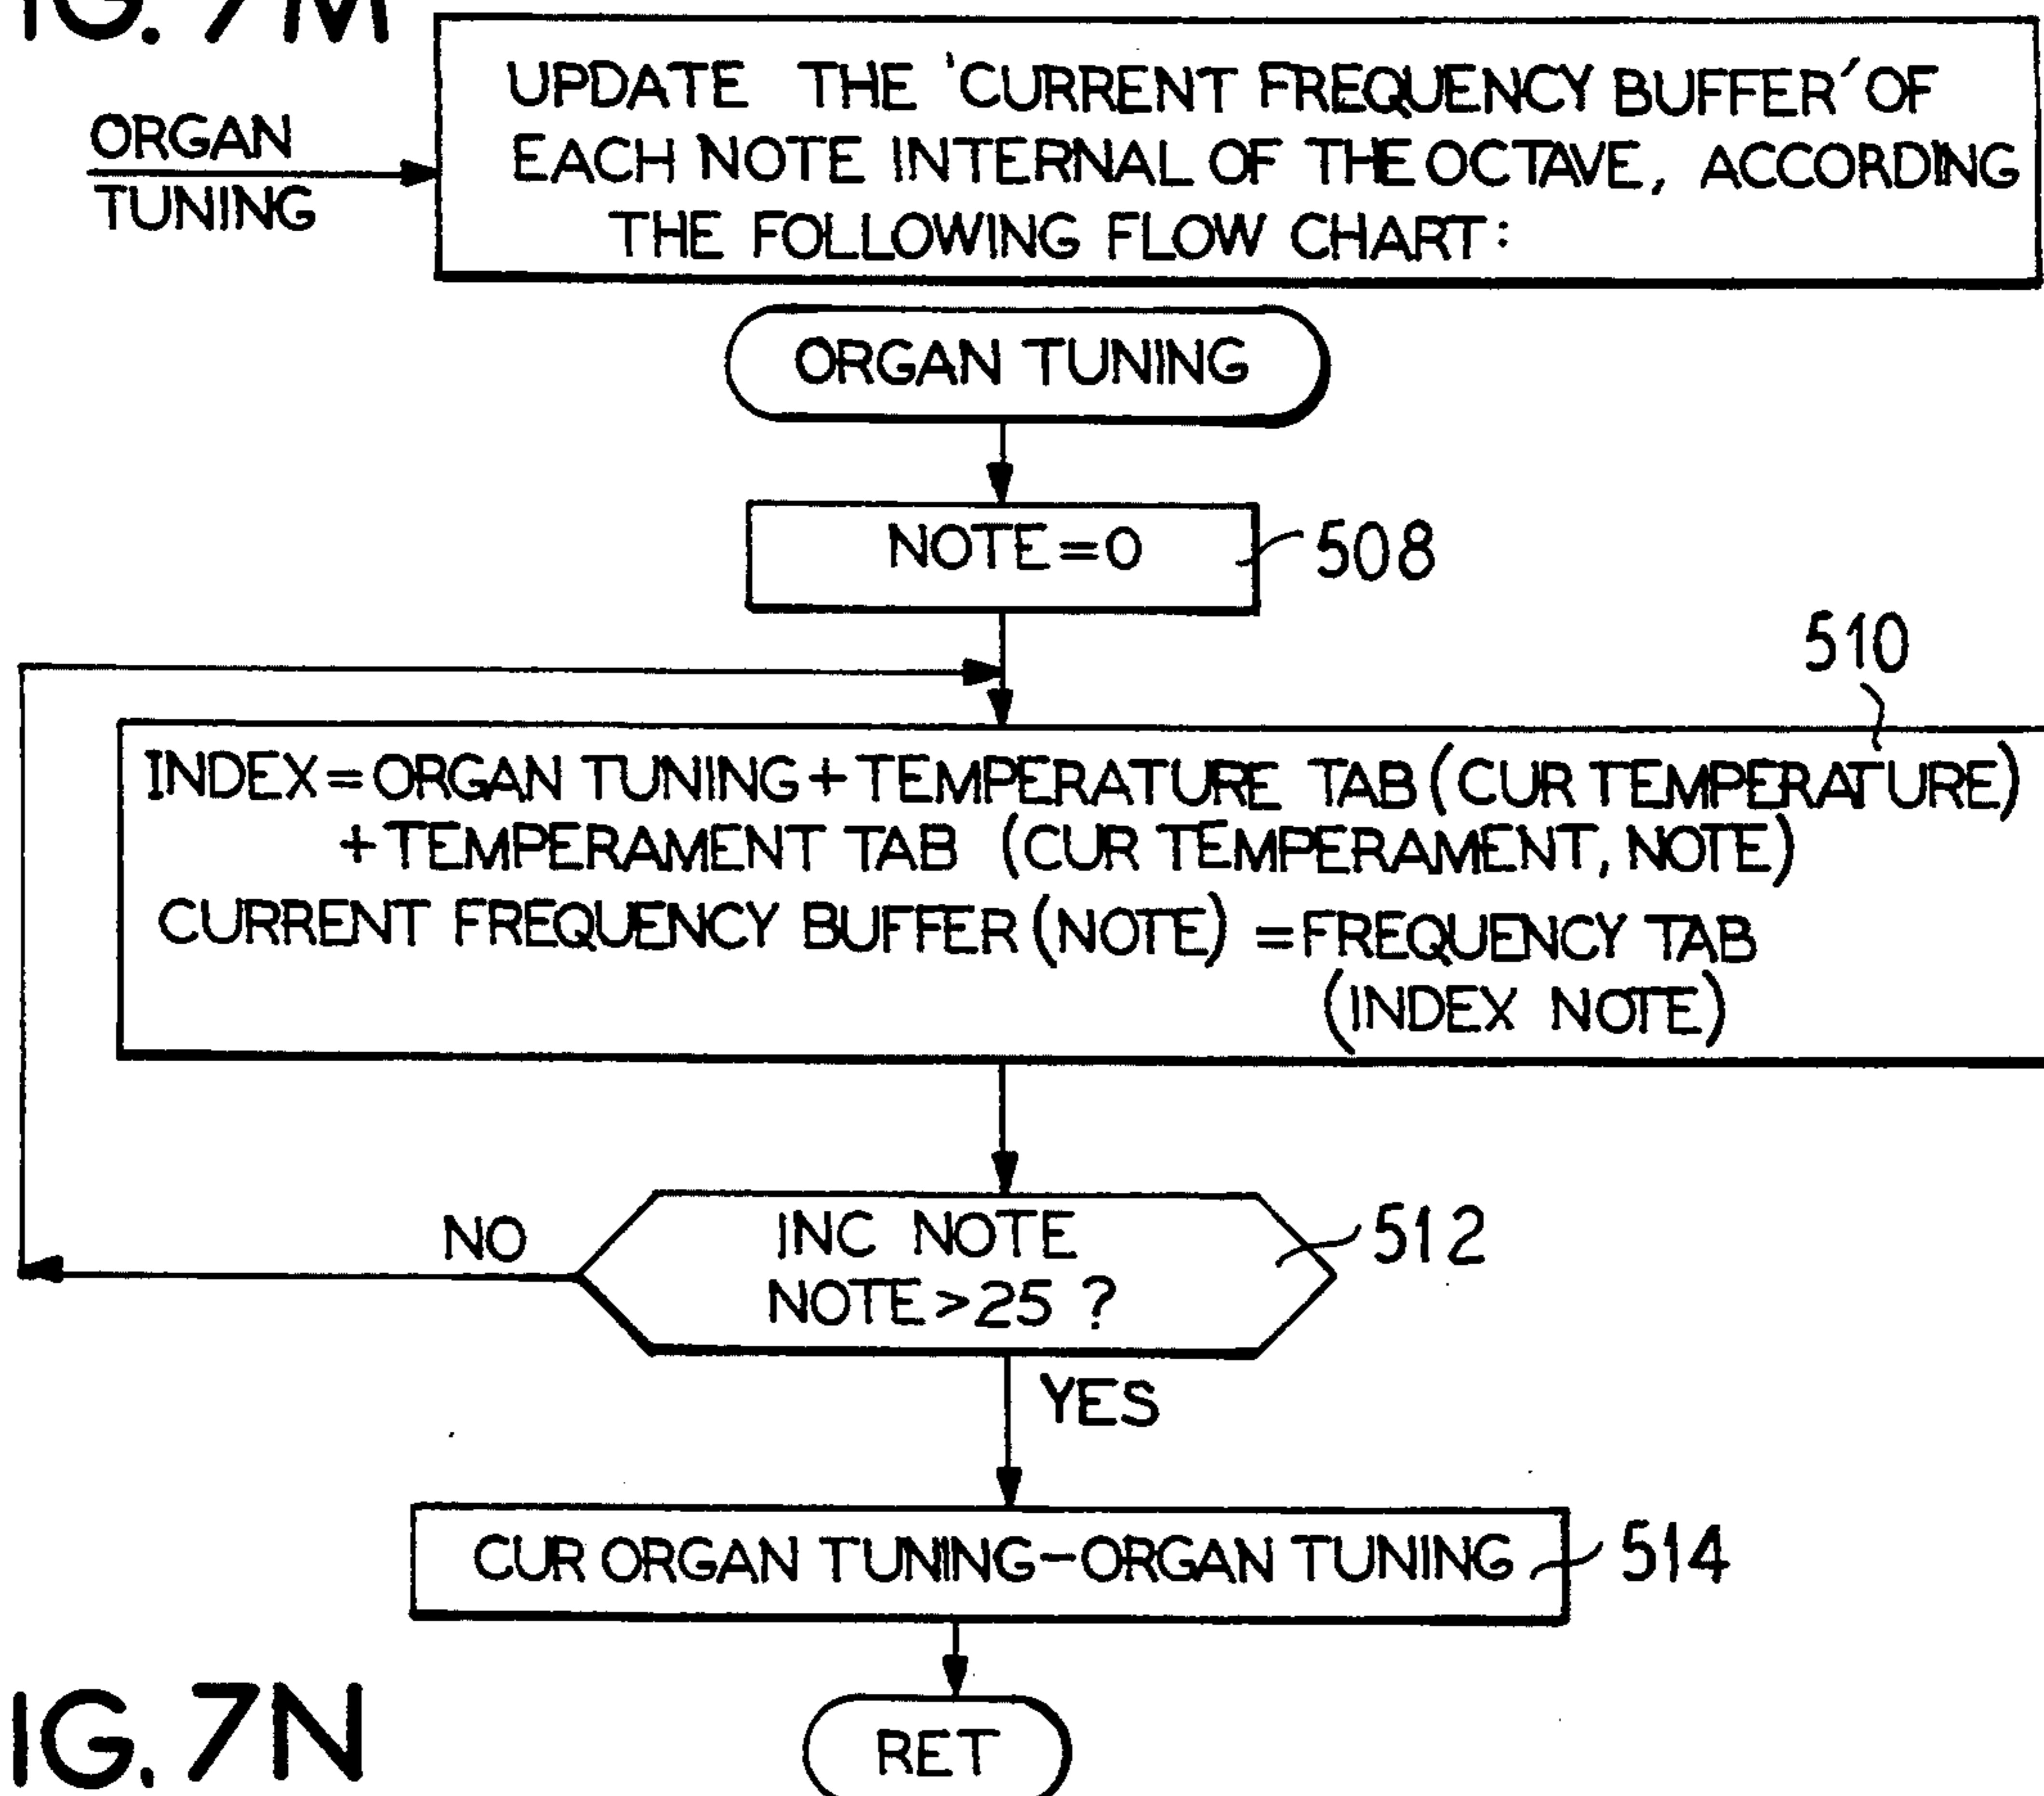 IG. 7M
UPDATE THE 'CURRENT FREQUENCY BUFFER' OF
EACH NOTE INTERNAL OF THE OCTAVE, ACCORDING
THE FOLLOWING FLOW CHART:
ORGAN
TUNING
ORGAN TUNING
NOTE=0
508
510
INDEX=ORGAN TUNING+TEMPERATURE TAB (CUR TEMPERATURE)
+TEMPERAMENT TAB (CUR TEMPERAMENT, NOTE)
CURRENT FREQUENCY BUFFER (NOTE) =FREQUENCY TAB
(INDEX NOTE)
NO
INC NOTE
NOTE>25 ?
512
YES
CUR ORGAN TUNING-ORGAN TUNING
514
IG. 7N
RET